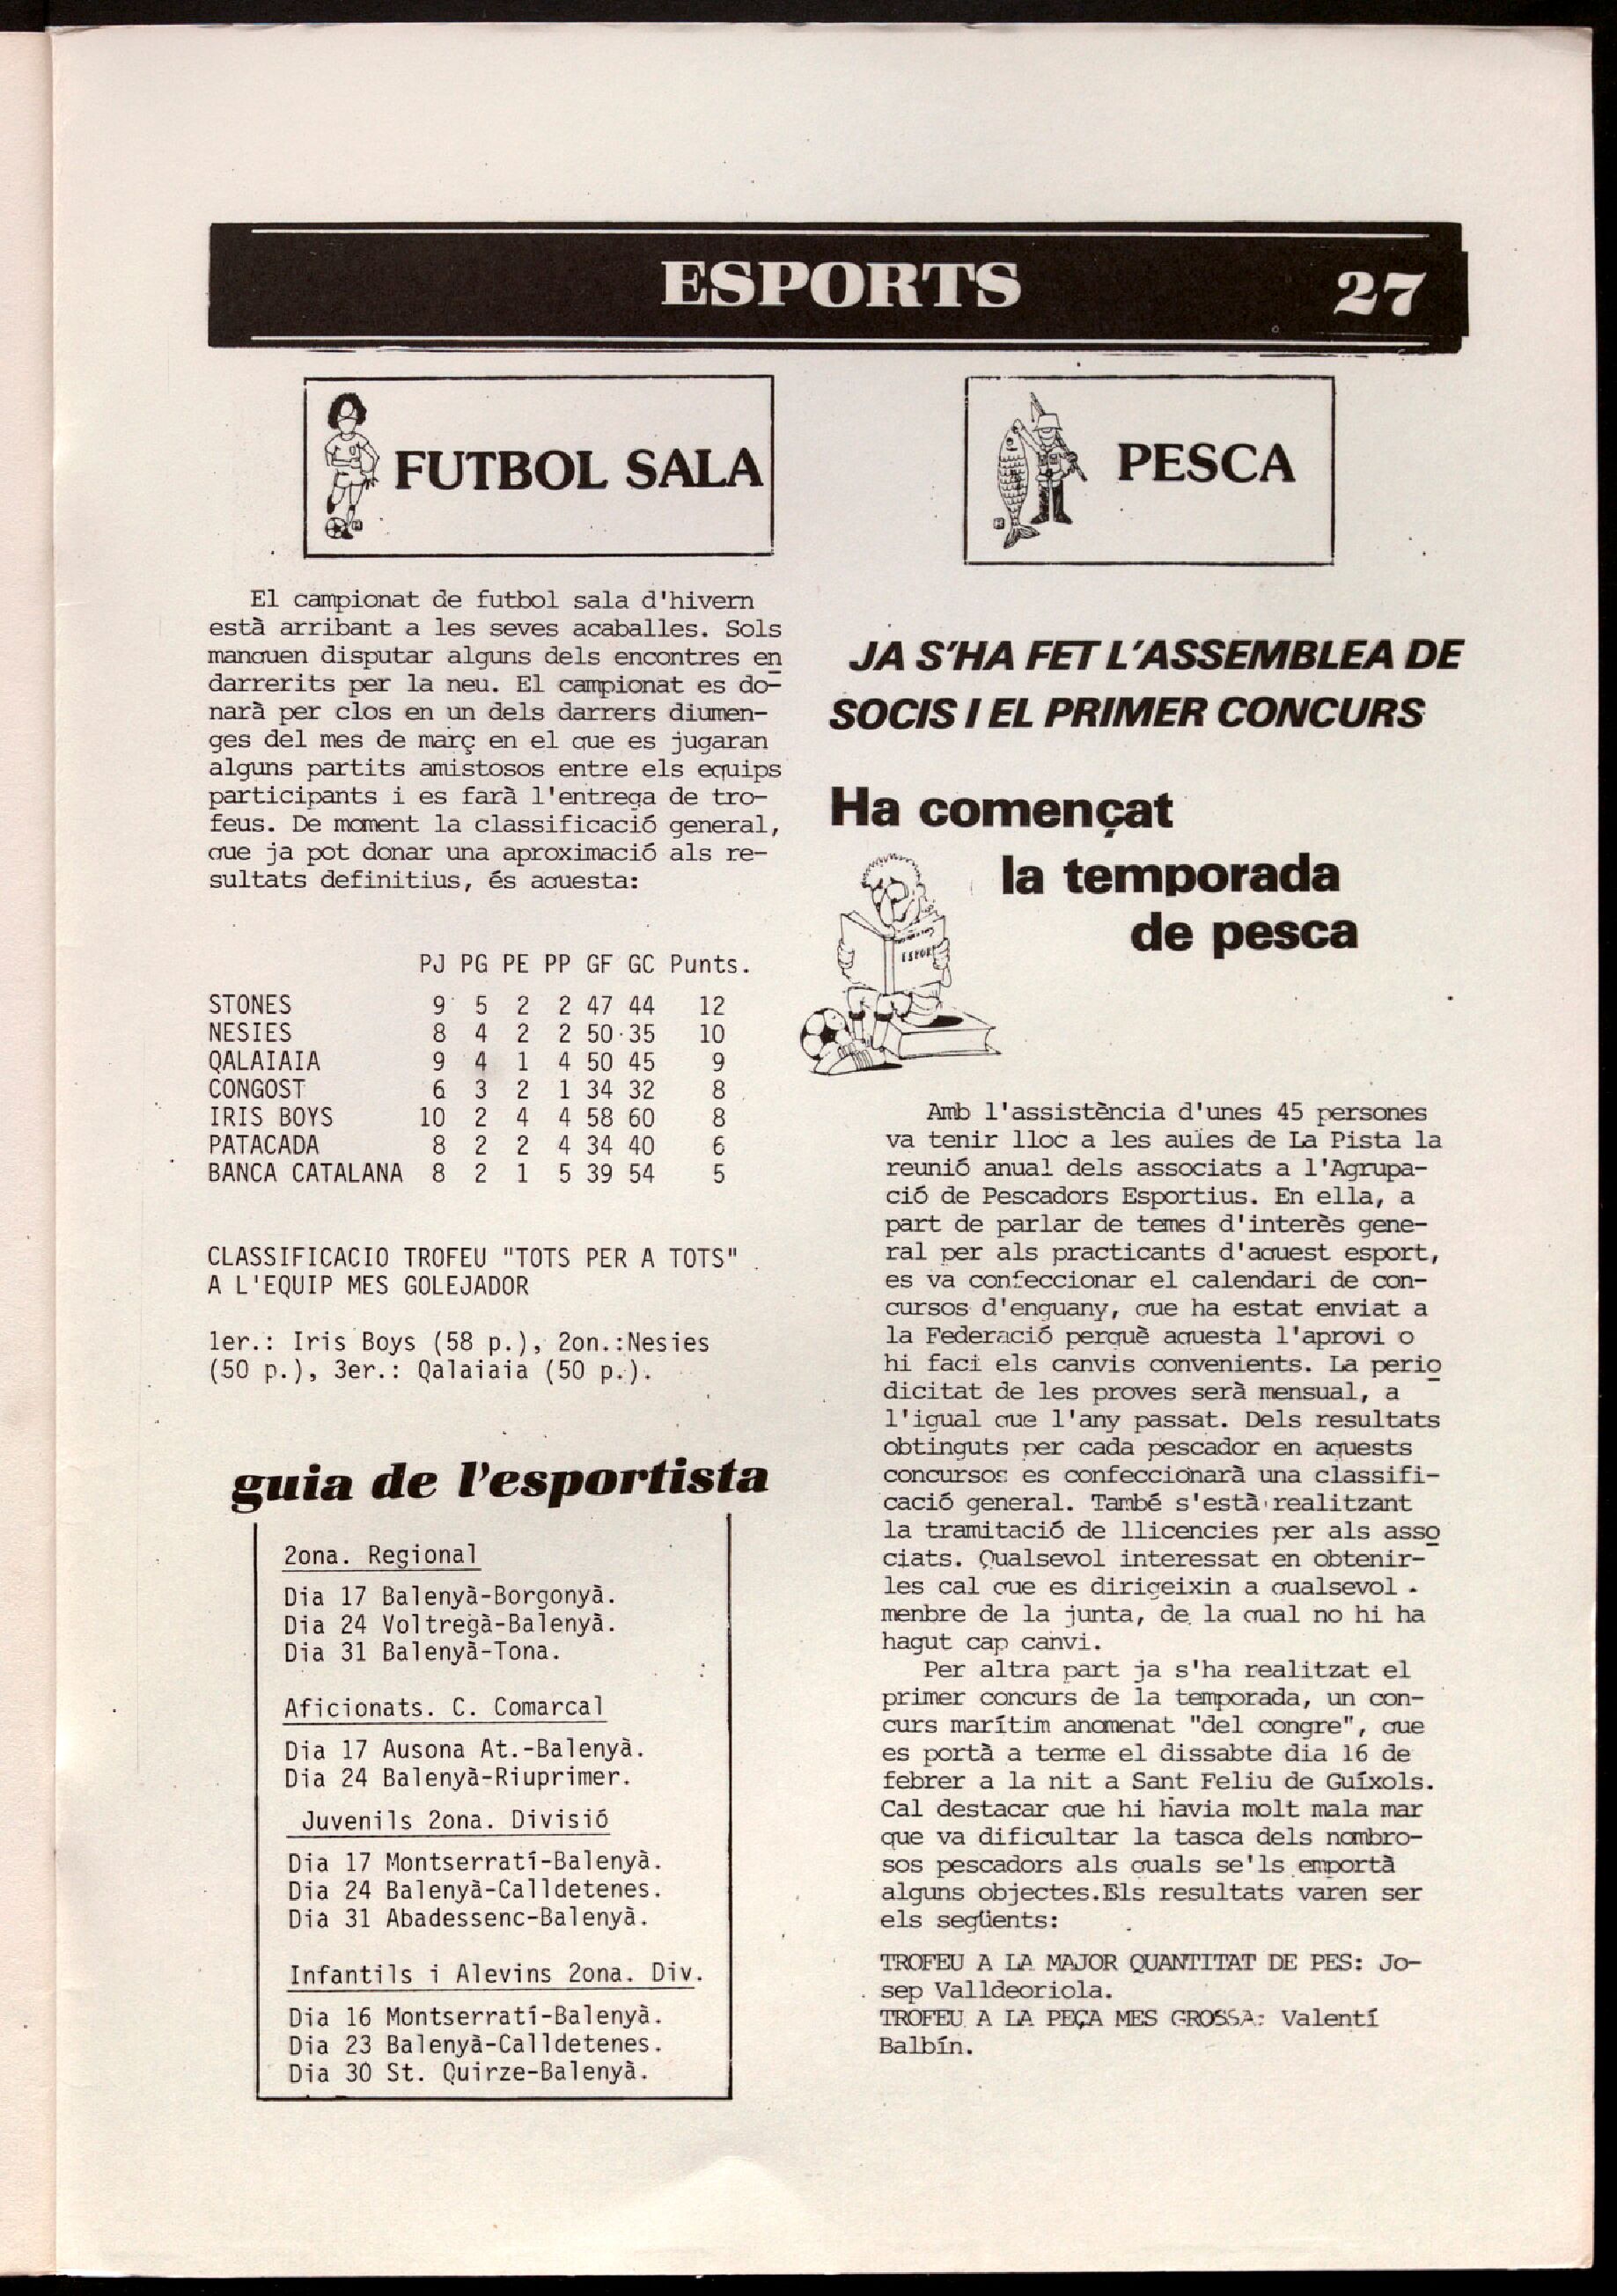 ESPORTS 27
FUTBOL SALA
El campionat de futbol sala d'hivern
està arribant a les seves acaballes. Sols
manquen disputar alguns dels encontres en
darrerits per la neu. El campionat es do-
narà per clos en un dels darrers diumen-
ges del mes de març en el que es jugaran
alguns partits amistosos entre els equips
participants i es farà l'entrega de tro-
feus. De moment la classificació general,
que ja pot donar una aproximació als re-
sultats definitius, és aquesta:
PJ PG PE PP GF GC Punts.
STONES 9 5 2 2 47 44 12
NESIES 8 4 2 2 50 35 10
QALAIAIA 9 4 1 4 50 45 9
CONGOST 6 3 2 1 34 32 8
IRIS BOYS 10 2 4 4 58 60 8
PATACADA 8 2 2 4 34 40 6
BANCA CATALANA 8 2 1 5 39 54 5
CLASSIFICACIO TROFEU "TOTS PER A TOTS"
A L'EQUIP MES GOLEJADOR
1er.: Iris Boys (58 p.), 2on.:Nesies
(50 p.), 3er.: Qalaiaia (50 p.).
guia de l'esportista
2ona. Regional
Dia 17 Balenyà-Borgonyà.
Dia 24 Voltregà-Balenyà.
Dia 31 Balenyà-Tona.
Aficionats. C. Comarcal
Dia 17 Ausona At.-Balenyà.
Dia 24 Balenyà-Riuprimer.
Juvenils 2ona. Divisió
Dia 17 Montserratí-Balenyà.
Dia 24 Balenyà-Calldetenes.
Dia 31 Abadessenc-Balenyà.
Infantils i Alevins 2ona. Div.
Dia 16 Montserratí-Balenyà.
Dia 23 Balenyà-Calldetenes.
Dia 30 St. Quirze-Balenyà.
PESCA
JA S'HA FET L'ASSEMBLEA DE
SOCIS I EL PRIMER CONCURS
Ha començat
la temporada
de pesca
ESPORT
Amb l'assistència d'unes 45 persones
va tenir lloc a les aules de La Pista la
reunió anual dels associats a l'Agrupa-
ció de Pescadors Esportius. En ella, a
part de parlar de temes d'interès gene-
ral per als practicants d'aquest esport,
es va confeccionar el calendari de con-
cursos d'enguany, que ha estat enviat a
la Federació perquè aquesta l'aprovi o
hi faci els canvis convenients. La perio
dicitat de les proves serà mensual, a
l'igual que l'any passat. Dels resultats
obtinguts per cada pescador en aquests
concursos es confeccionarà una classifi-
cació general. També s'està realitzant
la tramitació de llicencies per als asso
ciats. Qualsevol interessat en obtenir-
les cal que es dirigeixin a qualsevol
menbre de la junta, de la qual no hi ha
hagut cap canvi.
Per altra part ja s'ha realitzat el
primer concurs de la temporada, un con-
curs marítim anomenat "del congre", que
es portà a terme el dissabte dia 16 de
febrer a la nit a Sant Feliu de Guíxols.
Cal destacar que hi havia molt mala mar
que va dificultar la tasca dels nombro-
sos pescadors als quals se'ls emportà
alguns objectes.Els resultats varen ser
els següents:
TROFEU A LA MAJOR QUANTITAT DE PES: Jo-
sep Valldeoriola.
TROFEU A LA PEÇA MES GROSSA: Valentí
Balbín.